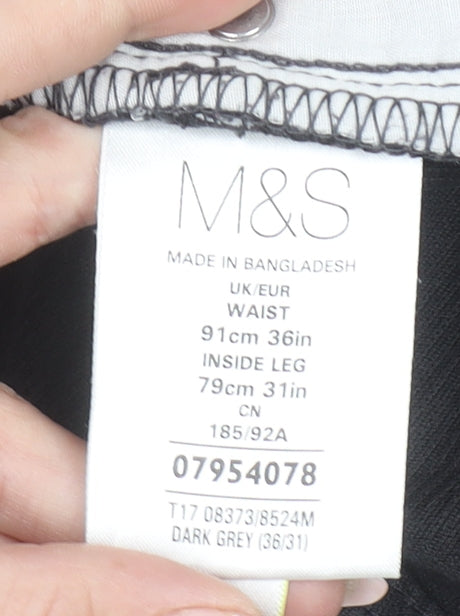 M&S
MADE IN BANGLADESH
UK/EUR
WAIST
91cm 36in
INSIDE LEG
79cm 31in
CN
185/92A
07954078
T17 08373/8524M
DARK GREY (36/31)